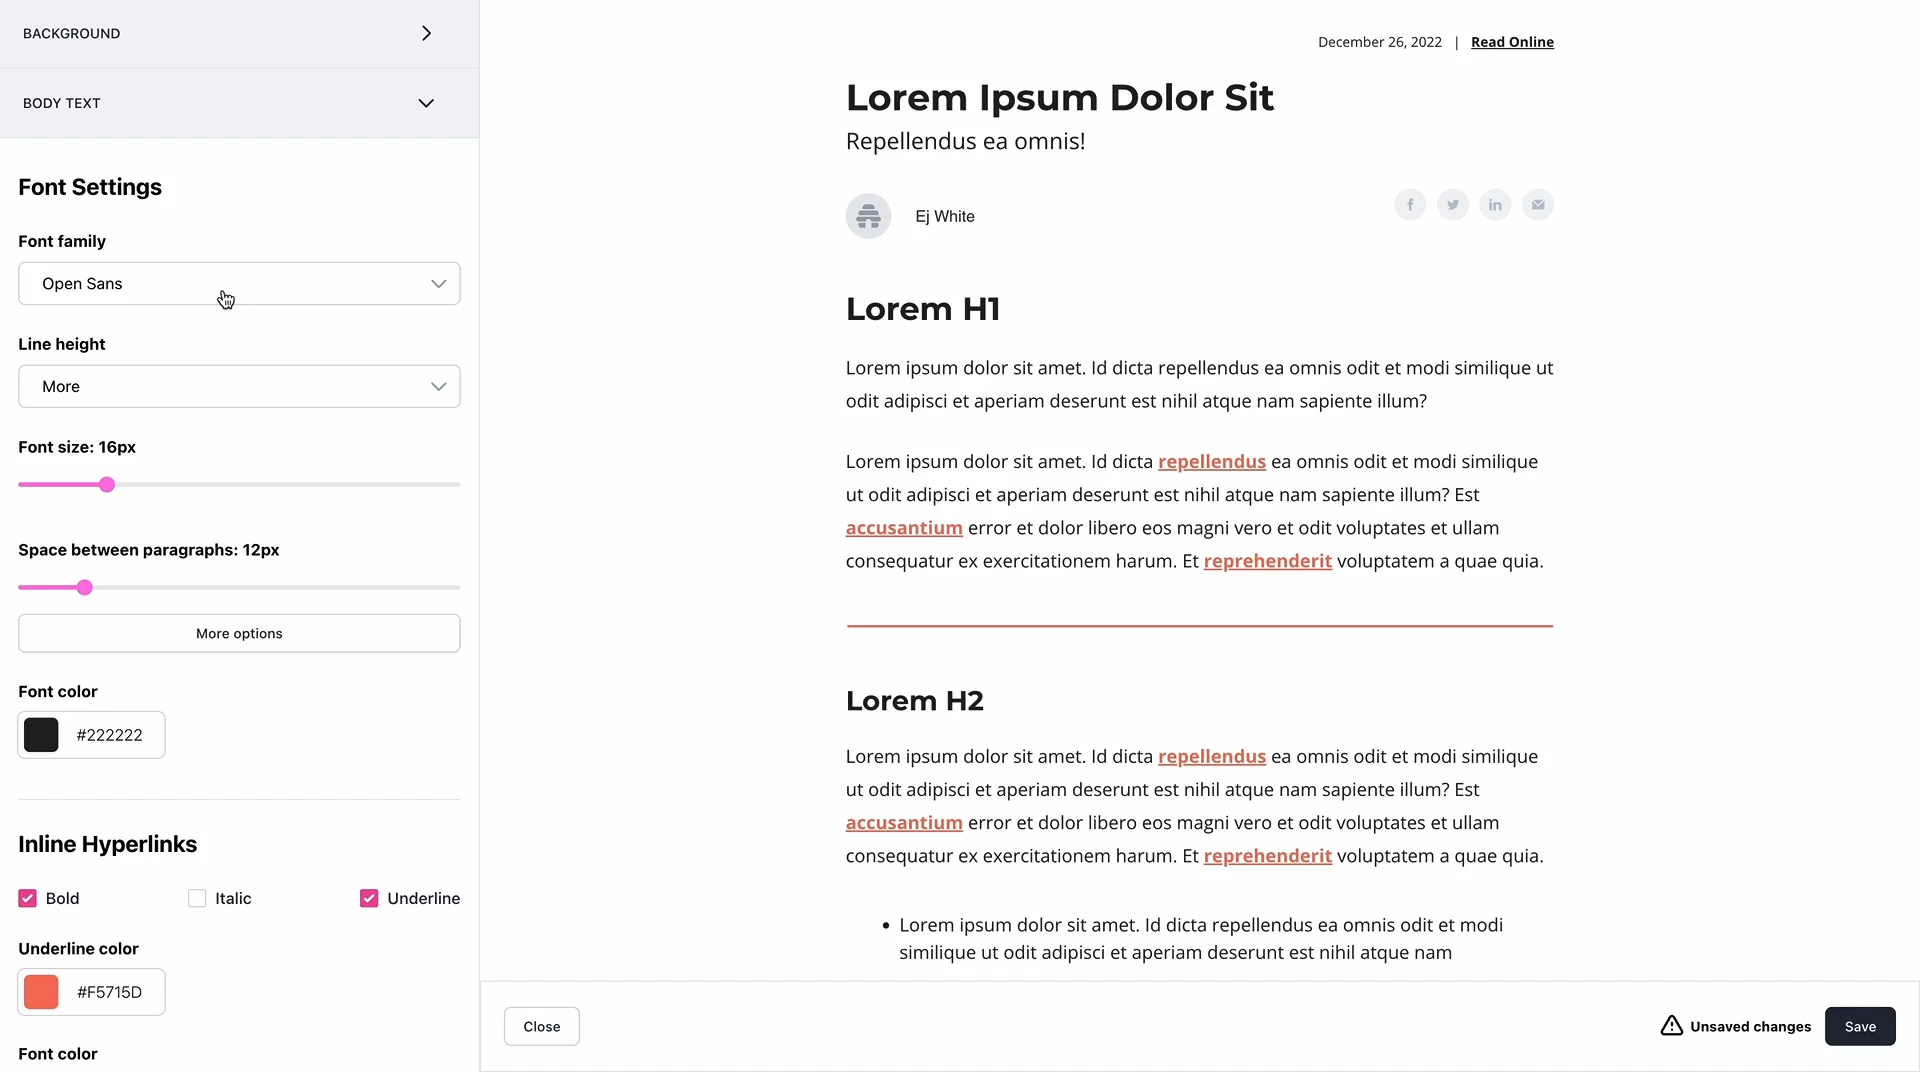 BACKGROUND
BODY TEXT
Font Settings
Font family
Open Sans
Line height
More
Font size: 16px
Space between paragraphs: 12px
More options
Font color
#222222
Inline Hyperlinks
Bold
Italic
Underline
Underline color
#F5715D
Font color
December 26, 2022 | Read Online
Lorem Ipsum Dolor Sit
Repellendus ea omnis!
Ej White
Lorem H1
Lorem ipsum dolor sit amet. Id dicta repellendus ea omnis odit et modi similique ut
odit adipisci et aperiam deserunt est nihil atque nam sapiente illum?
Lorem ipsum dolor sit amet. Id dicta repellendus ea omnis odit et modi similique
ut odit adipisci et aperiam deserunt est nihil atque nam sapiente illum? Est
accusantium error et dolor libero eos magni vero et odit voluptates et ullam
consequatur ex exercitationem harum. Et reprehenderit voluptatem a quae quia.
Lorem H2
Lorem ipsum dolor sit amet. Id dicta repellendus ea omnis odit et modi similique
ut odit adipisci et aperiam deserunt est nihil atque nam sapiente illum? Est
accusantium error et dolor libero eos magni vero et odit voluptates et ullam
consequatur ex exercitationem harum. Et reprehenderit voluptatem a quae quia.
• Lorem ipsum dolor sit amet. Id dicta repellendus ea omnis odit et modi
similique ut odit adipisci et aperiam deserunt est nihil atque nam
Close
Unsaved changes
Save